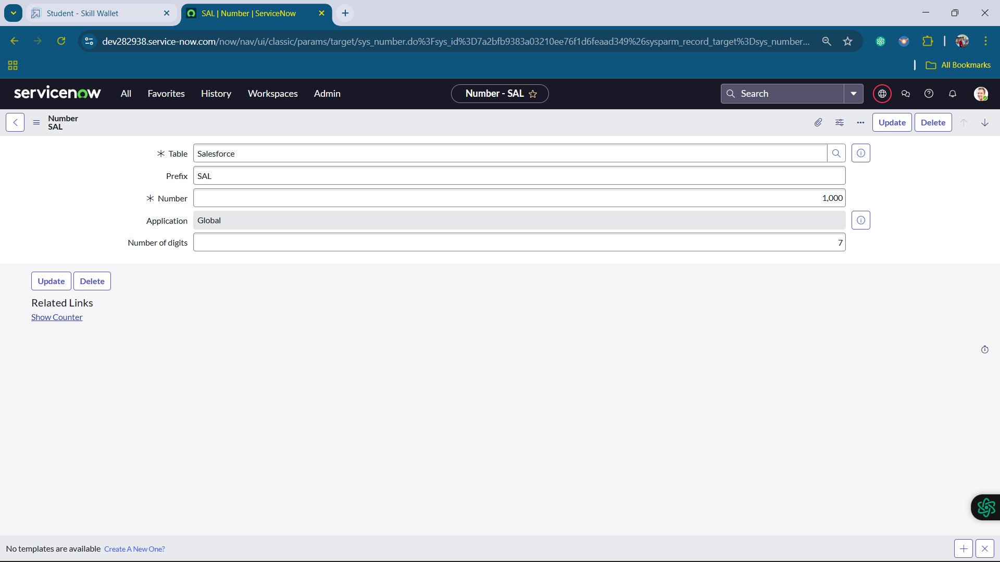 Student - Skill Wallet
SAL | Number | ServiceNow
dev282938.service-now.com/now/nav/ui/classic/params/target/sys_number.do%3Fsys_id%3D7a2bfb9383a03210ee76f1d6feaad349%26sysparm_record_target%3Dsys_number...
All Bookmarks
servicenow All Favorites History Workspaces Admin Number - SAL Search
Number
SAL
Update Delete
Table Salesforce
Prefix SAL
Number 1,000
Application Global
Number of digits 7
Update Delete
Related Links
Show Counter
No templates are available Create A New One?